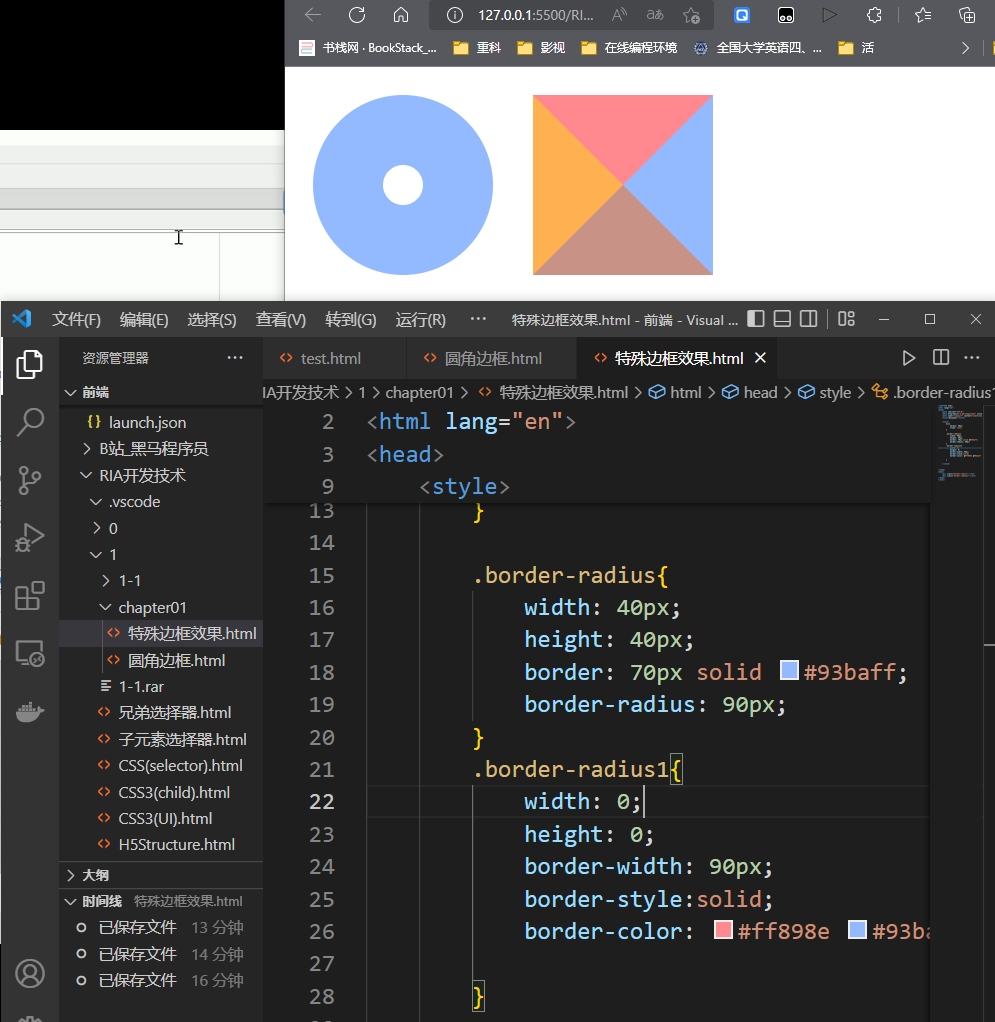 127.0.0.1:5500/RI...
书栈网 · BookStack_... 重科 影视 在线编程环境 全国大学英语四、... 活
文件(F) 编辑(E) 选择(S) 查看(V) 转到(G) 运行(R) ··· 特殊边框效果.html - 前端 - Visual ...
资源管理器 ···
test.html 圆角边框.html 特殊边框效果.html
IA开发技术 > 1 > chapter01 > 特殊边框效果.html > html > head > style > .border-radius1
前端
launch.json
B站_黑马程序员
RIA开发技术
.vscode
0
1
1-1
chapter01
特殊边框效果.html
圆角边框.html
1-1.rar
兄弟选择器.html
子元素选择器.html
CSS(selector).html
CSS3(child).html
CSS3(UI).html
H5Structure.html
大纲
时间线 特殊边框效果.html
已保存文件 13 分钟
已保存文件 14 分钟
已保存文件 16 分钟
2 <html lang="en">
3 <head>
9 <style>
13 }
14
15 .border-radius{
16 width: 40px;
17 height: 40px;
18 border: 70px solid #93baff;
19 border-radius: 90px;
20 }
21 .border-radius1{
22 width: 0;
23 height: 0;
24 border-width: 90px;
25 border-style:solid;
26 border-color: #ff898e #93ba
27
28 }